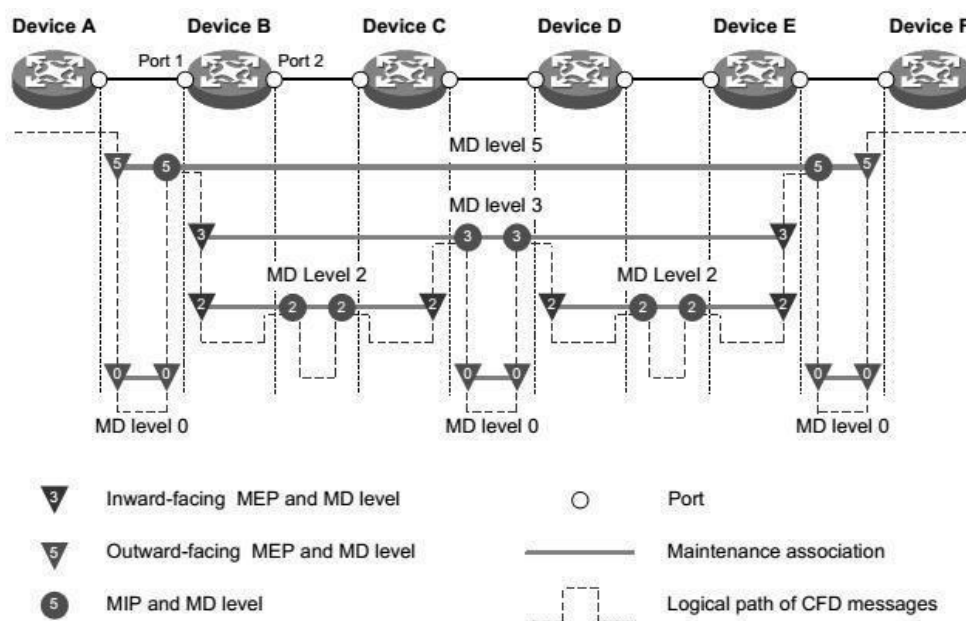 Device A Device B Device C Device D Device E Device F
Port 1 Port 2
MD level 5
5 5 5 5
MD level 3
3 3 3 3
MD Level 2 MD Level 2
2 2 2 2 2 2 2 2
0 0 0 0 0 0
MD level 0 MD level 0 MD level 0
3 Inward-facing MEP and MD level Port
5 Outward-facing MEP and MD level Maintenance association
5 MIP and MD level Logical path of CFD messages